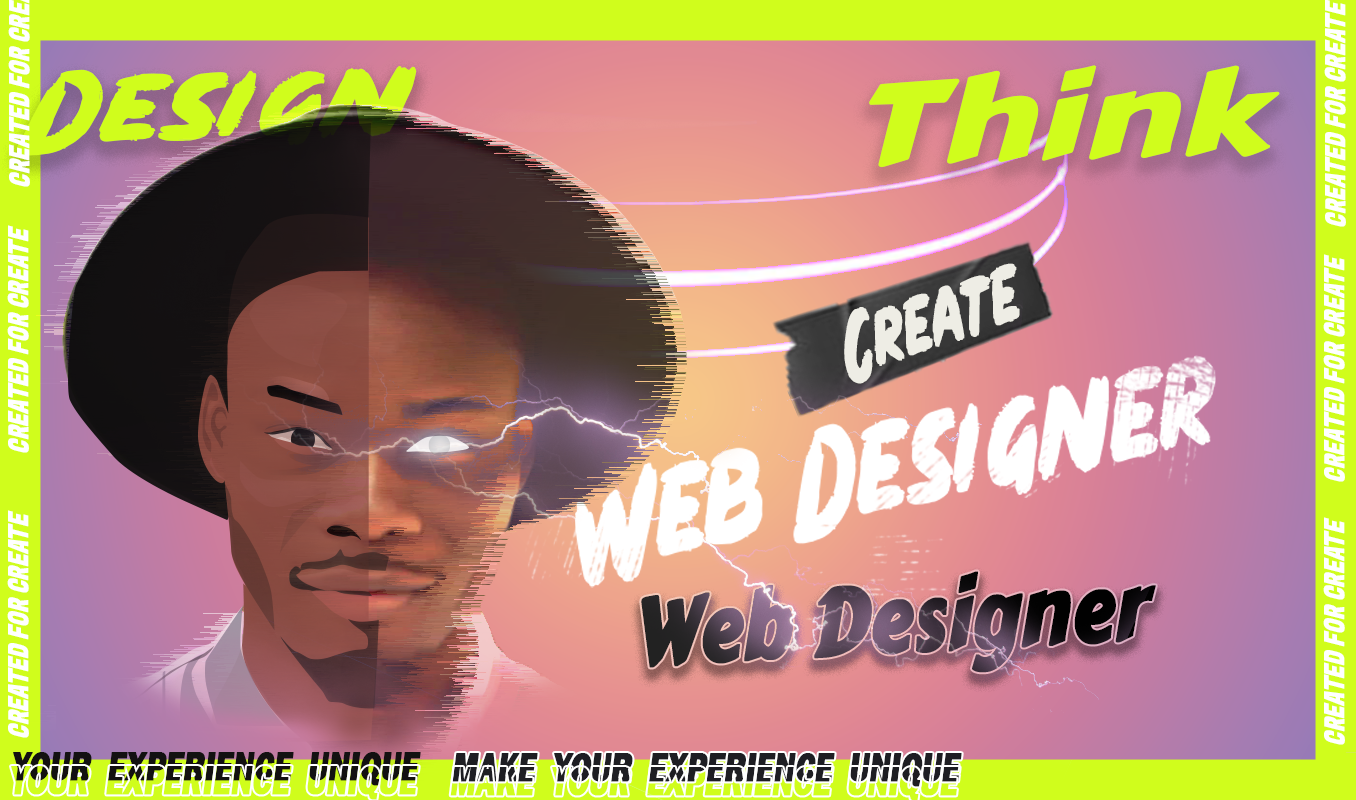 DESIGN
Think
CREATE
WEB DESIGNER
Web Designer
CREATED FOR CREATE
CREATED FOR CREATE
CREATED FOR CREATE
CREATED FOR CREATE
CREATED FOR CREATE
CREATED FOR CREATE
YOUR EXPERIENCE UNIQUE MAKE YOUR EXPERIENCE UNIQUE